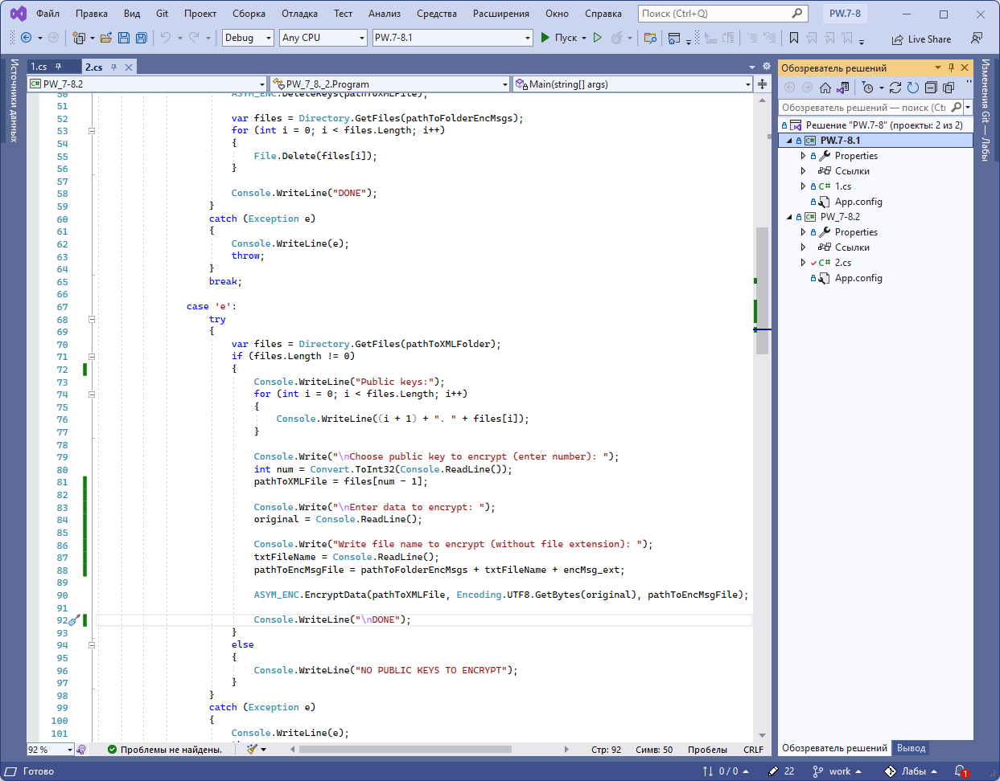 Файл Правка Вид Git Проект Сборка Отладка Тест Анализ Средства Расширения Окно Справка Поиск (Ctrl+Q) PW.7-8
Debug Any CPU PW.7-8.1 Пуск Live Share
Источники данных
1.cs 2.cs
PW_7-8.2 PW_7_8._2.Program Main(string[] args)
50 ASYM_ENC.DeleteKeys(pathToXMLFile);
51
52 var files = Directory.GetFiles(pathToFolderEncMsgs);
53 for (int i = 0; i < files.Length; i++)
54 {
55 File.Delete(files[i]);
56 }
57
58 Console.WriteLine("DONE");
59 }
60 catch (Exception e)
61 {
62 Console.WriteLine(e);
63 throw;
64 }
65 break;
66
67 case 'e':
68 try
69 {
70 var files = Directory.GetFiles(pathToXMLFolder);
71 if (files.Length != 0)
72 {
73 Console.WriteLine("Public keys:");
74 for (int i = 0; i < files.Length; i++)
75 {
76 Console.WriteLine((i + 1) + ". " + files[i]);
77 }
78
79 Console.Write("\nChoose public key to encrypt (enter number): ");
80 int num = Convert.ToInt32(Console.ReadLine());
81 pathToXMLFile = files[num - 1];
82
83 Console.Write("\nEnter data to encrypt: ");
84 original = Console.ReadLine();
85
86 Console.Write("Write file name to encrypt (without file extension): ");
87 txtFileName = Console.ReadLine();
88 pathToEncMsgFile = pathToFolderEncMsgs + txtFileName + encMsg_ext;
89
90 ASYM_ENC.EncryptData(pathToXMLFile, Encoding.UTF8.GetBytes(original), pathToEncMsgFile);
91
92 Console.WriteLine("\nDONE");
93 }
94 else
95 {
96 Console.WriteLine("NO PUBLIC KEYS TO ENCRYPT");
97 }
98 }
99 catch (Exception e)
100 {
101 Console.WriteLine(e);
92 % Проблемы не найдены. Стр: 92 Симв: 50 Пробелы CRLF
Обозреватель решений
Обозреватель решений — поиск (Ctr
Решение "PW.7-8" (проекты: 2 из 2)
C# PW.7-8.1
Properties
Ссылки
C# 1.cs
App.config
C# PW_7-8.2
Properties
Ссылки
C# 2.cs
App.config
Обозреватель решений Вывод
Изменения Git — Лабы
Готово 0 / 0 22 work Лабы 1